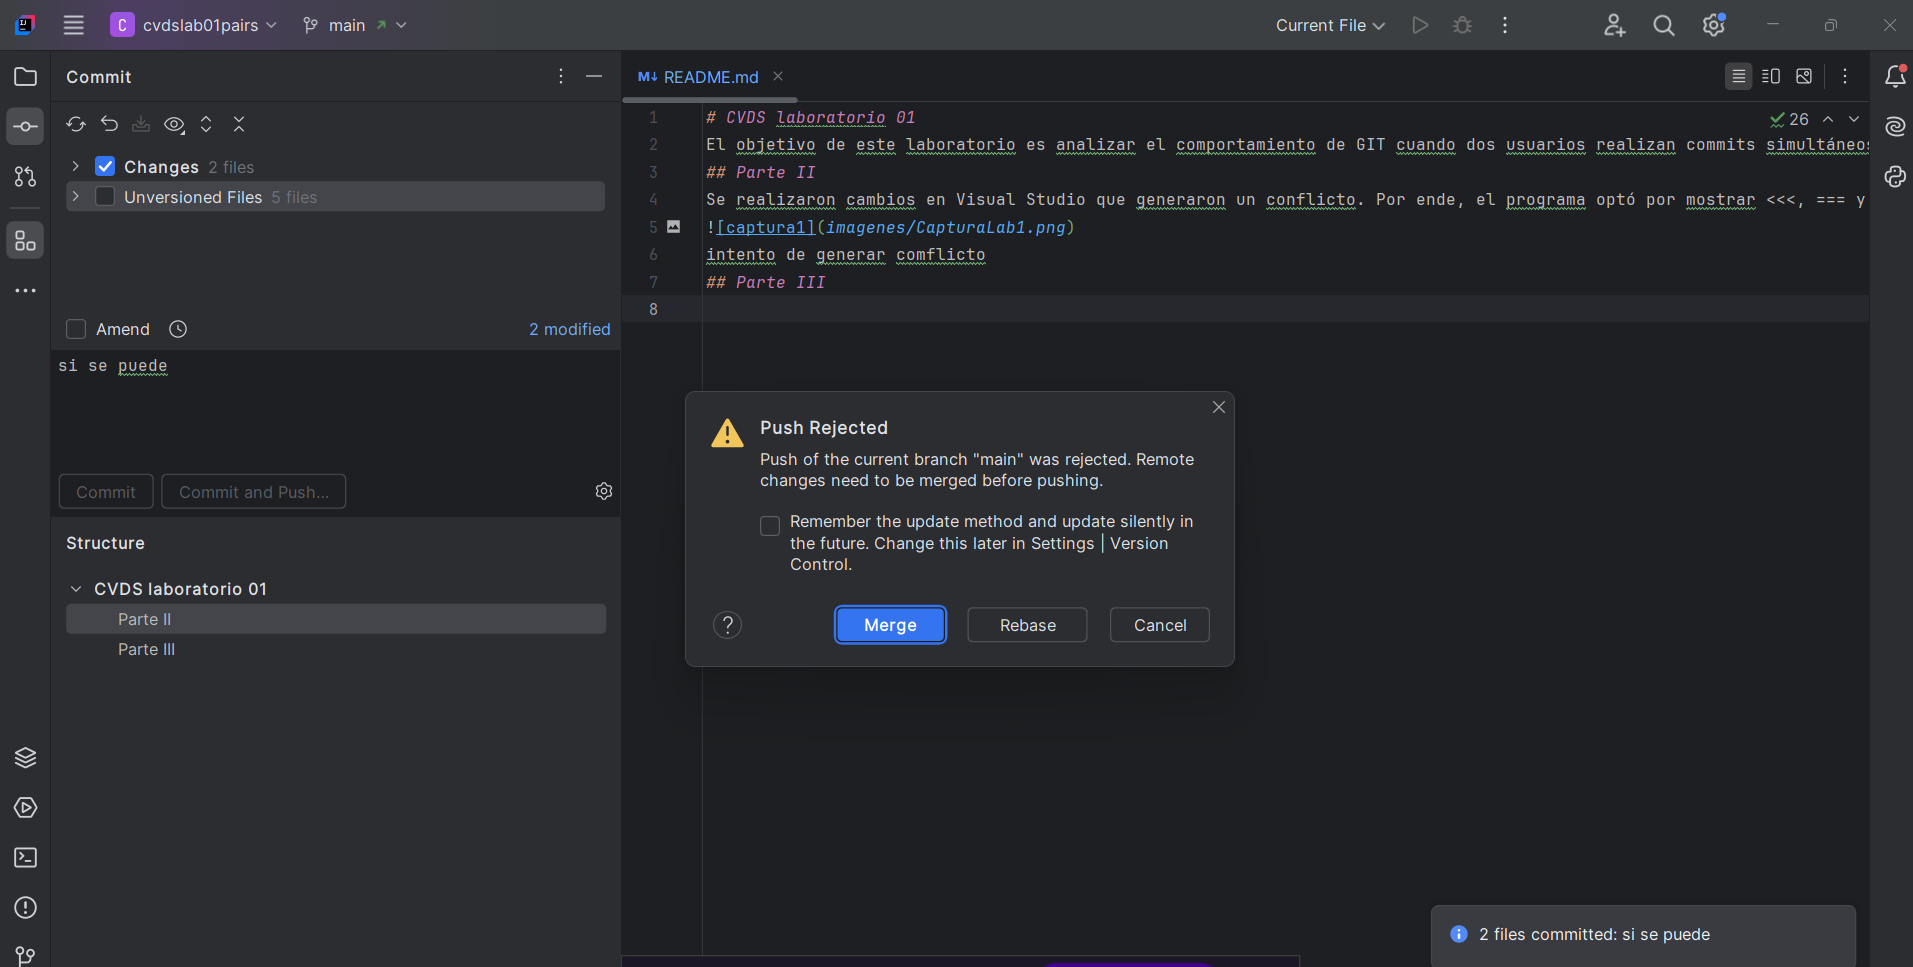 C cvdslab01pairs main Current File
Commit
Changes 2 files
Unversioned Files 5 files
Amend 2 modified
si se puede
Commit Commit and Push...
Structure
CVDS laboratorio 01
Parte II
Parte III
M↓ README.md
26
1 # CVDS laboratorio 01
2 El objetivo de este laboratorio es analizar el comportamiento de GIT cuando dos usuarios realizan commits simultáneos
3 ## Parte II
4 Se realizaron cambios en Visual Studio que generaron un conflicto. Por ende, el programa optó por mostrar <<<, === y
5 ![captura1](imagenes/CapturaLab1.png)
6 intento de generar comflicto
7 ## Parte III
8
Push Rejected
Push of the current branch "main" was rejected. Remote
changes need to be merged before pushing.
Remember the update method and update silently in
the future. Change this later in Settings | Version
Control.
? Merge Rebase Cancel
2 files committed: si se puede